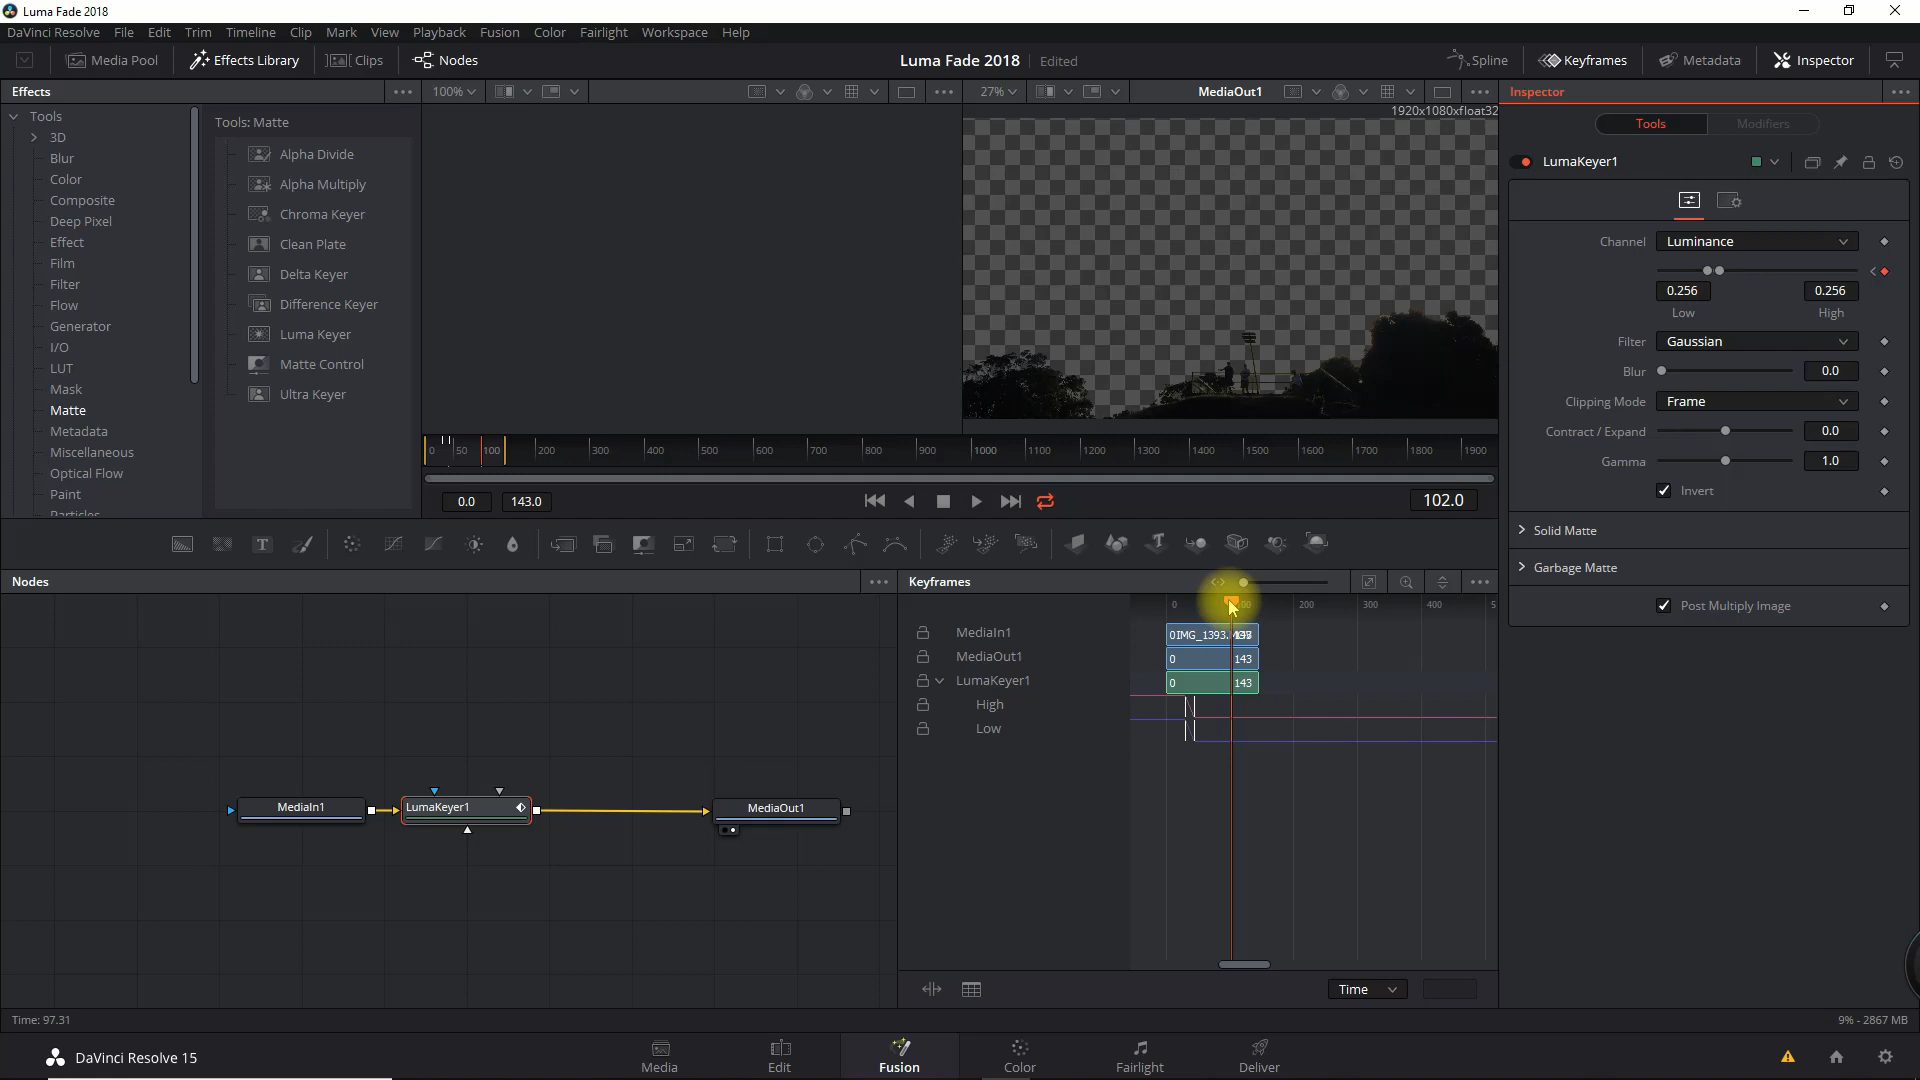 Luma Fade 2018
DaVinci Resolve File Edit Trim Timeline Clip Mark View Playback Fusion Color Fairlight Workspace Help
Media Pool Effects Library Clips Nodes Luma Fade 2018 Edited Spline Keyframes Metadata Inspector
Effects 100% 27% MediaOut1 Inspector
1920x1080xfloat32
Tools
3D
Blur
Color
Composite
Deep Pixel
Effect
Film
Filter
Flow
Generator
I/O
LUT
Mask
Matte
Metadata
Miscellaneous
Optical Flow
Paint
Particles
Tools: Matte
Alpha Divide
Alpha Multiply
Chroma Keyer
Clean Plate
Delta Keyer
Difference Keyer
Luma Keyer
Matte Control
Ultra Keyer
0 50 100 200 300 400 500 600 700 800 900 1000 1100 1200 1300 1400 1500 1600 1700 1800 1900
0.0 143.0 102.0
Tools Modifiers
LumaKeyer1
Channel Luminance
0.256 0.256
Low High
Filter Gaussian
Blur 0.0
Clipping Mode Frame
Contract / Expand 0.0
Gamma 1.0
Invert
Solid Matte
Garbage Matte
Post Multiply Image
Nodes
MediaIn1 LumaKeyer1 MediaOut1
Keyframes
0 200 300 400 5
MediaIn1
MediaOut1 0 143
LumaKeyer1 0 143
High
Low
Time
Time: 97.31 9% - 2867 MB
DaVinci Resolve 15 Media Edit Fusion Color Fairlight Deliver